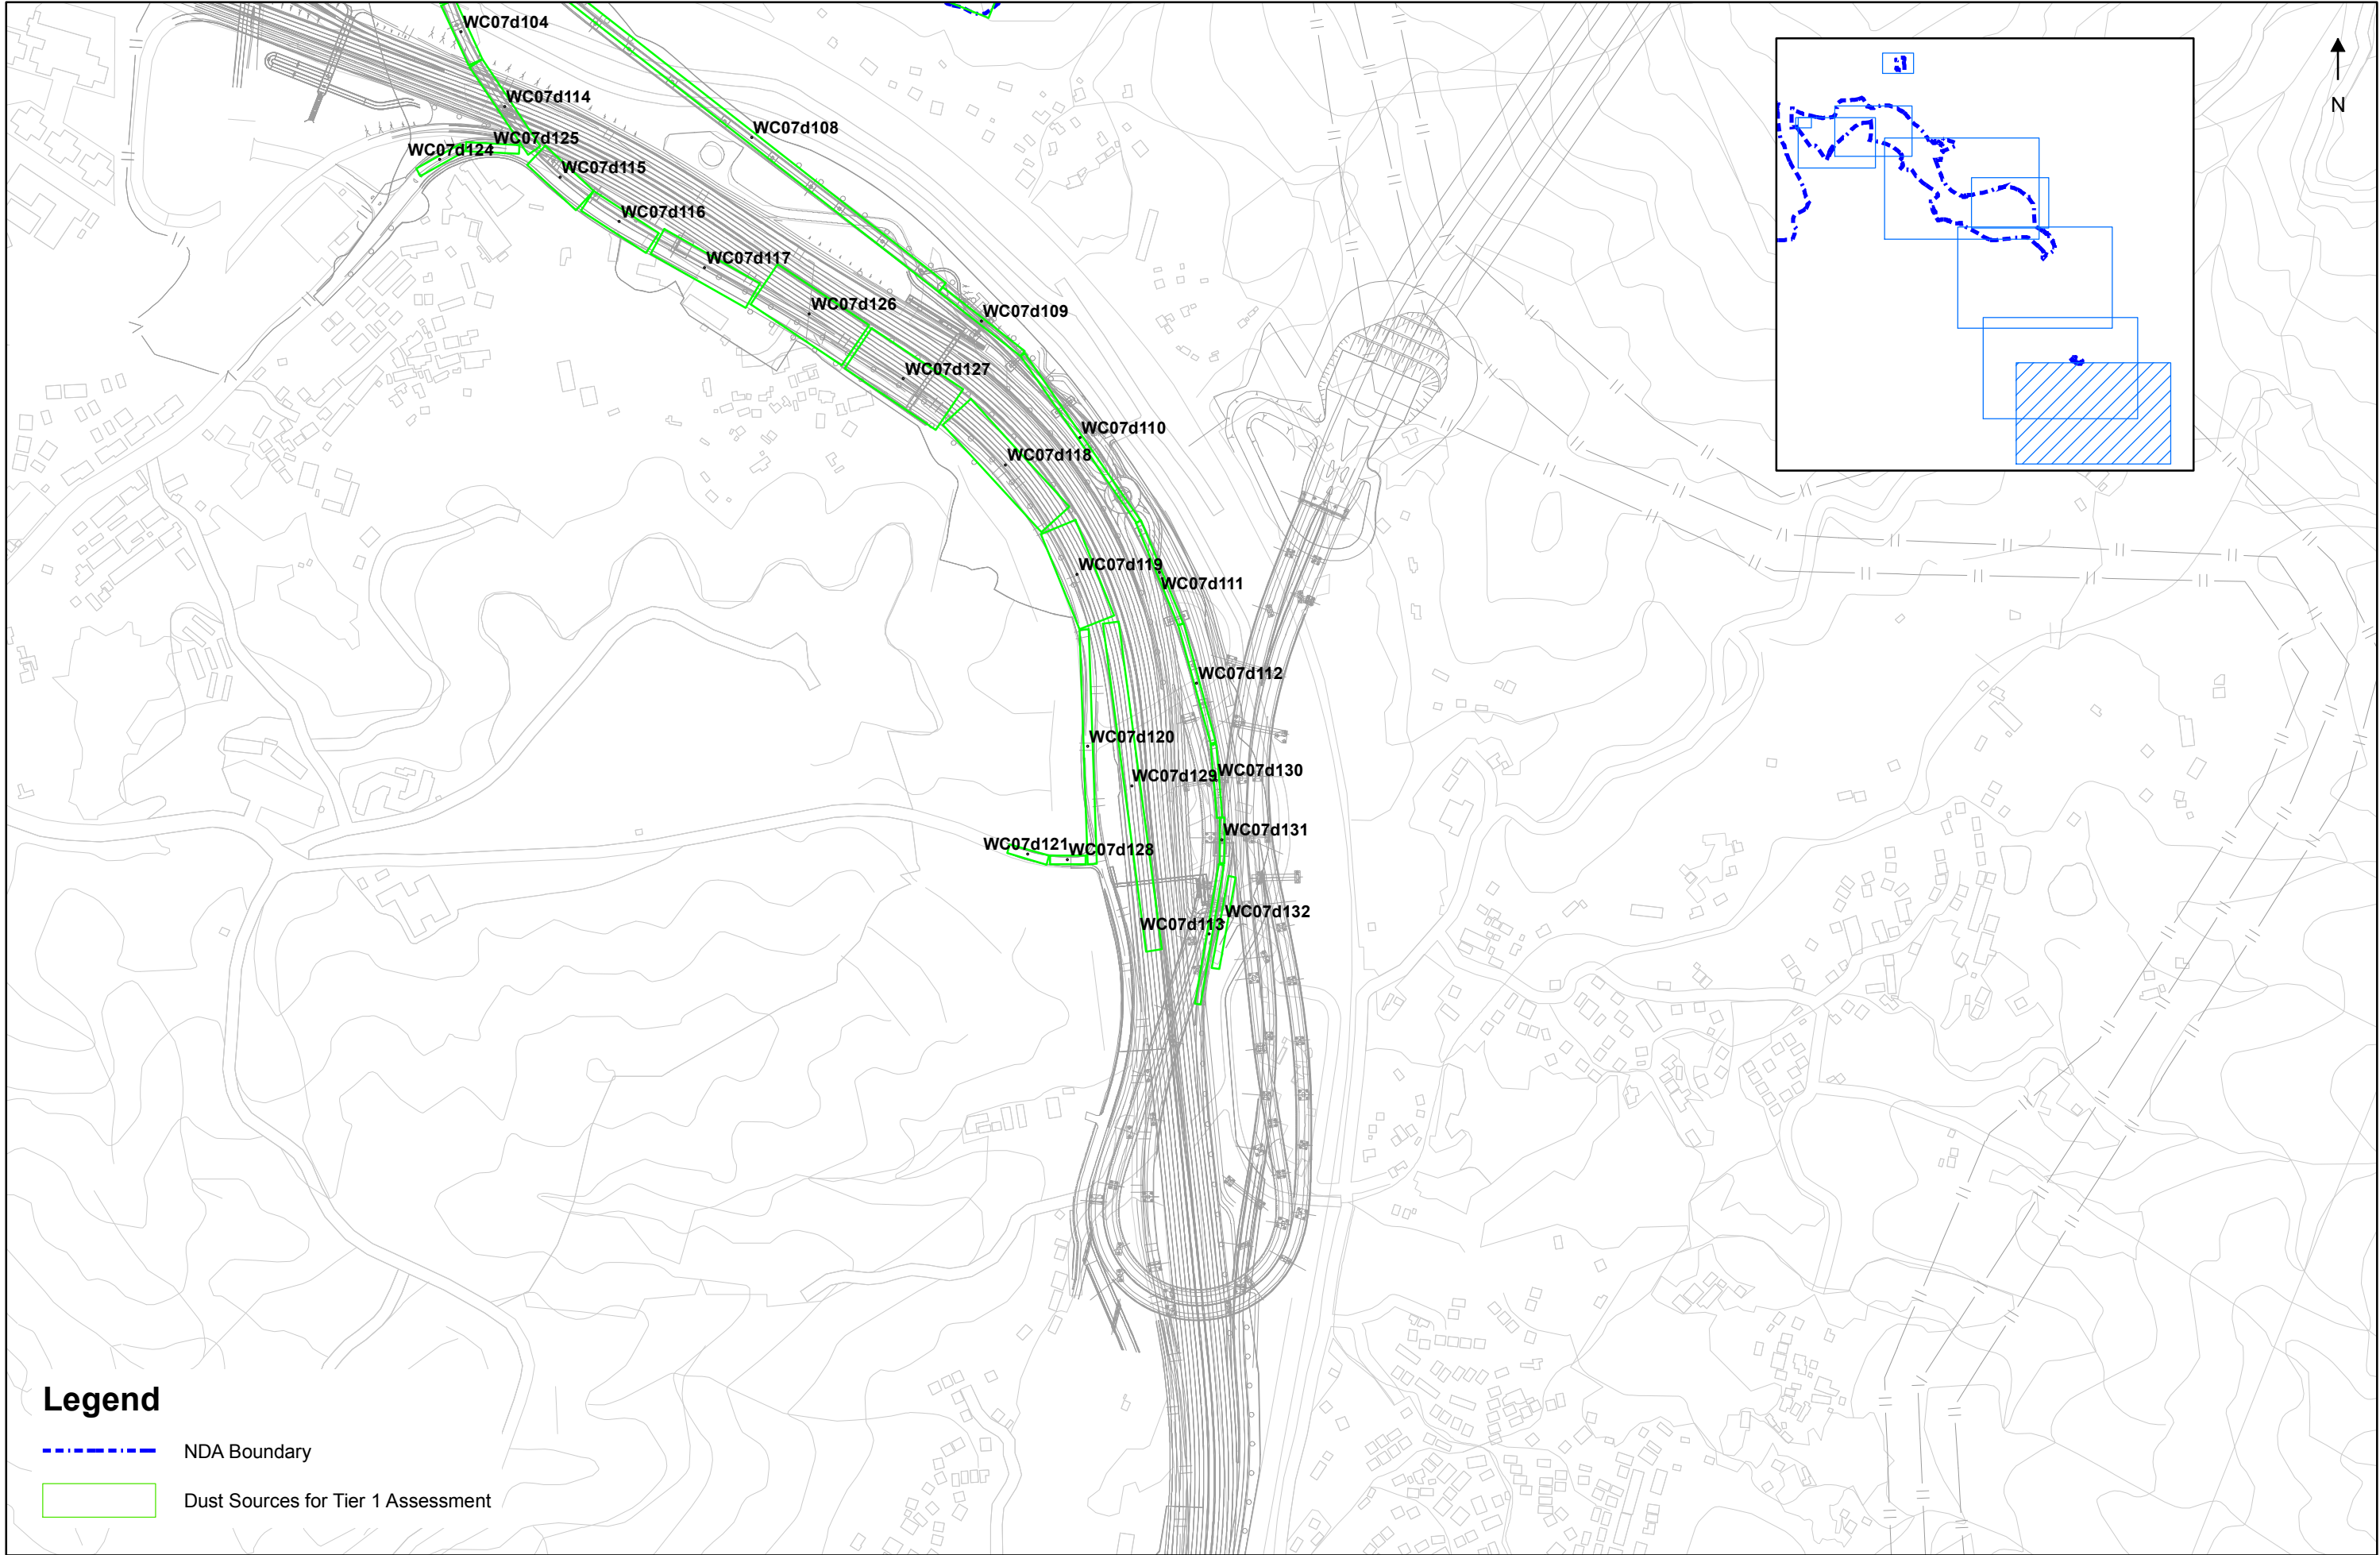 WC07d104
N
WC07d114
WC07d108
WC07d125
WC07d124
WC07d115
WC07d116
WC07d117
WC07d126
WC07d109
WC07d127
WC07d110
WC07d118
WC07d119
WC07d111
WC07d112
WC07d120
WC07d129
WC07d130
WC07d131
WC07d121
WC07d128
WC07d132
WC07d113
Legend
NDA Boundary
Dust Sources for Tier 1 Assessment